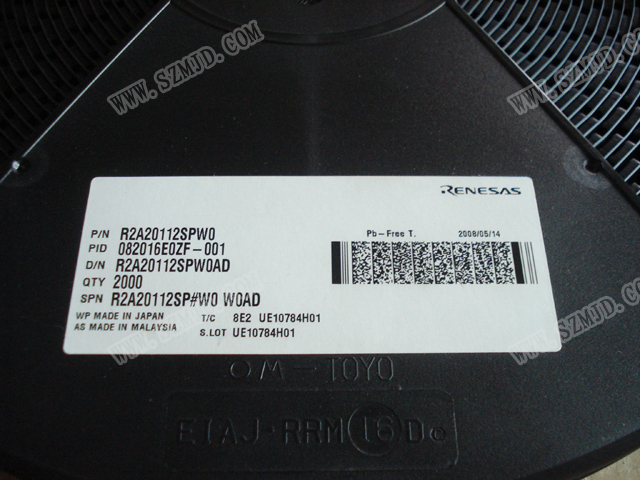 WWW.SZMJD.COM
WWW.SZMJD.COM
RENESAS
P/N R2A20112SPW0
PID 082016E0ZF-001
D/N R2A20112SPW0AD
QTY 2000
SPN R2A20112SP#W0 W0AD
WP MADE IN JAPAN T/C 8E2 UE10784H01
AS MADE IN MALAYSIA S.LOT UE10784H01
Pb-Free T. 2008/05/14
M-TOYO
EIAJ-RRM 16 D
WWW.SZMJD.COM
WWW.SZMJD.COM